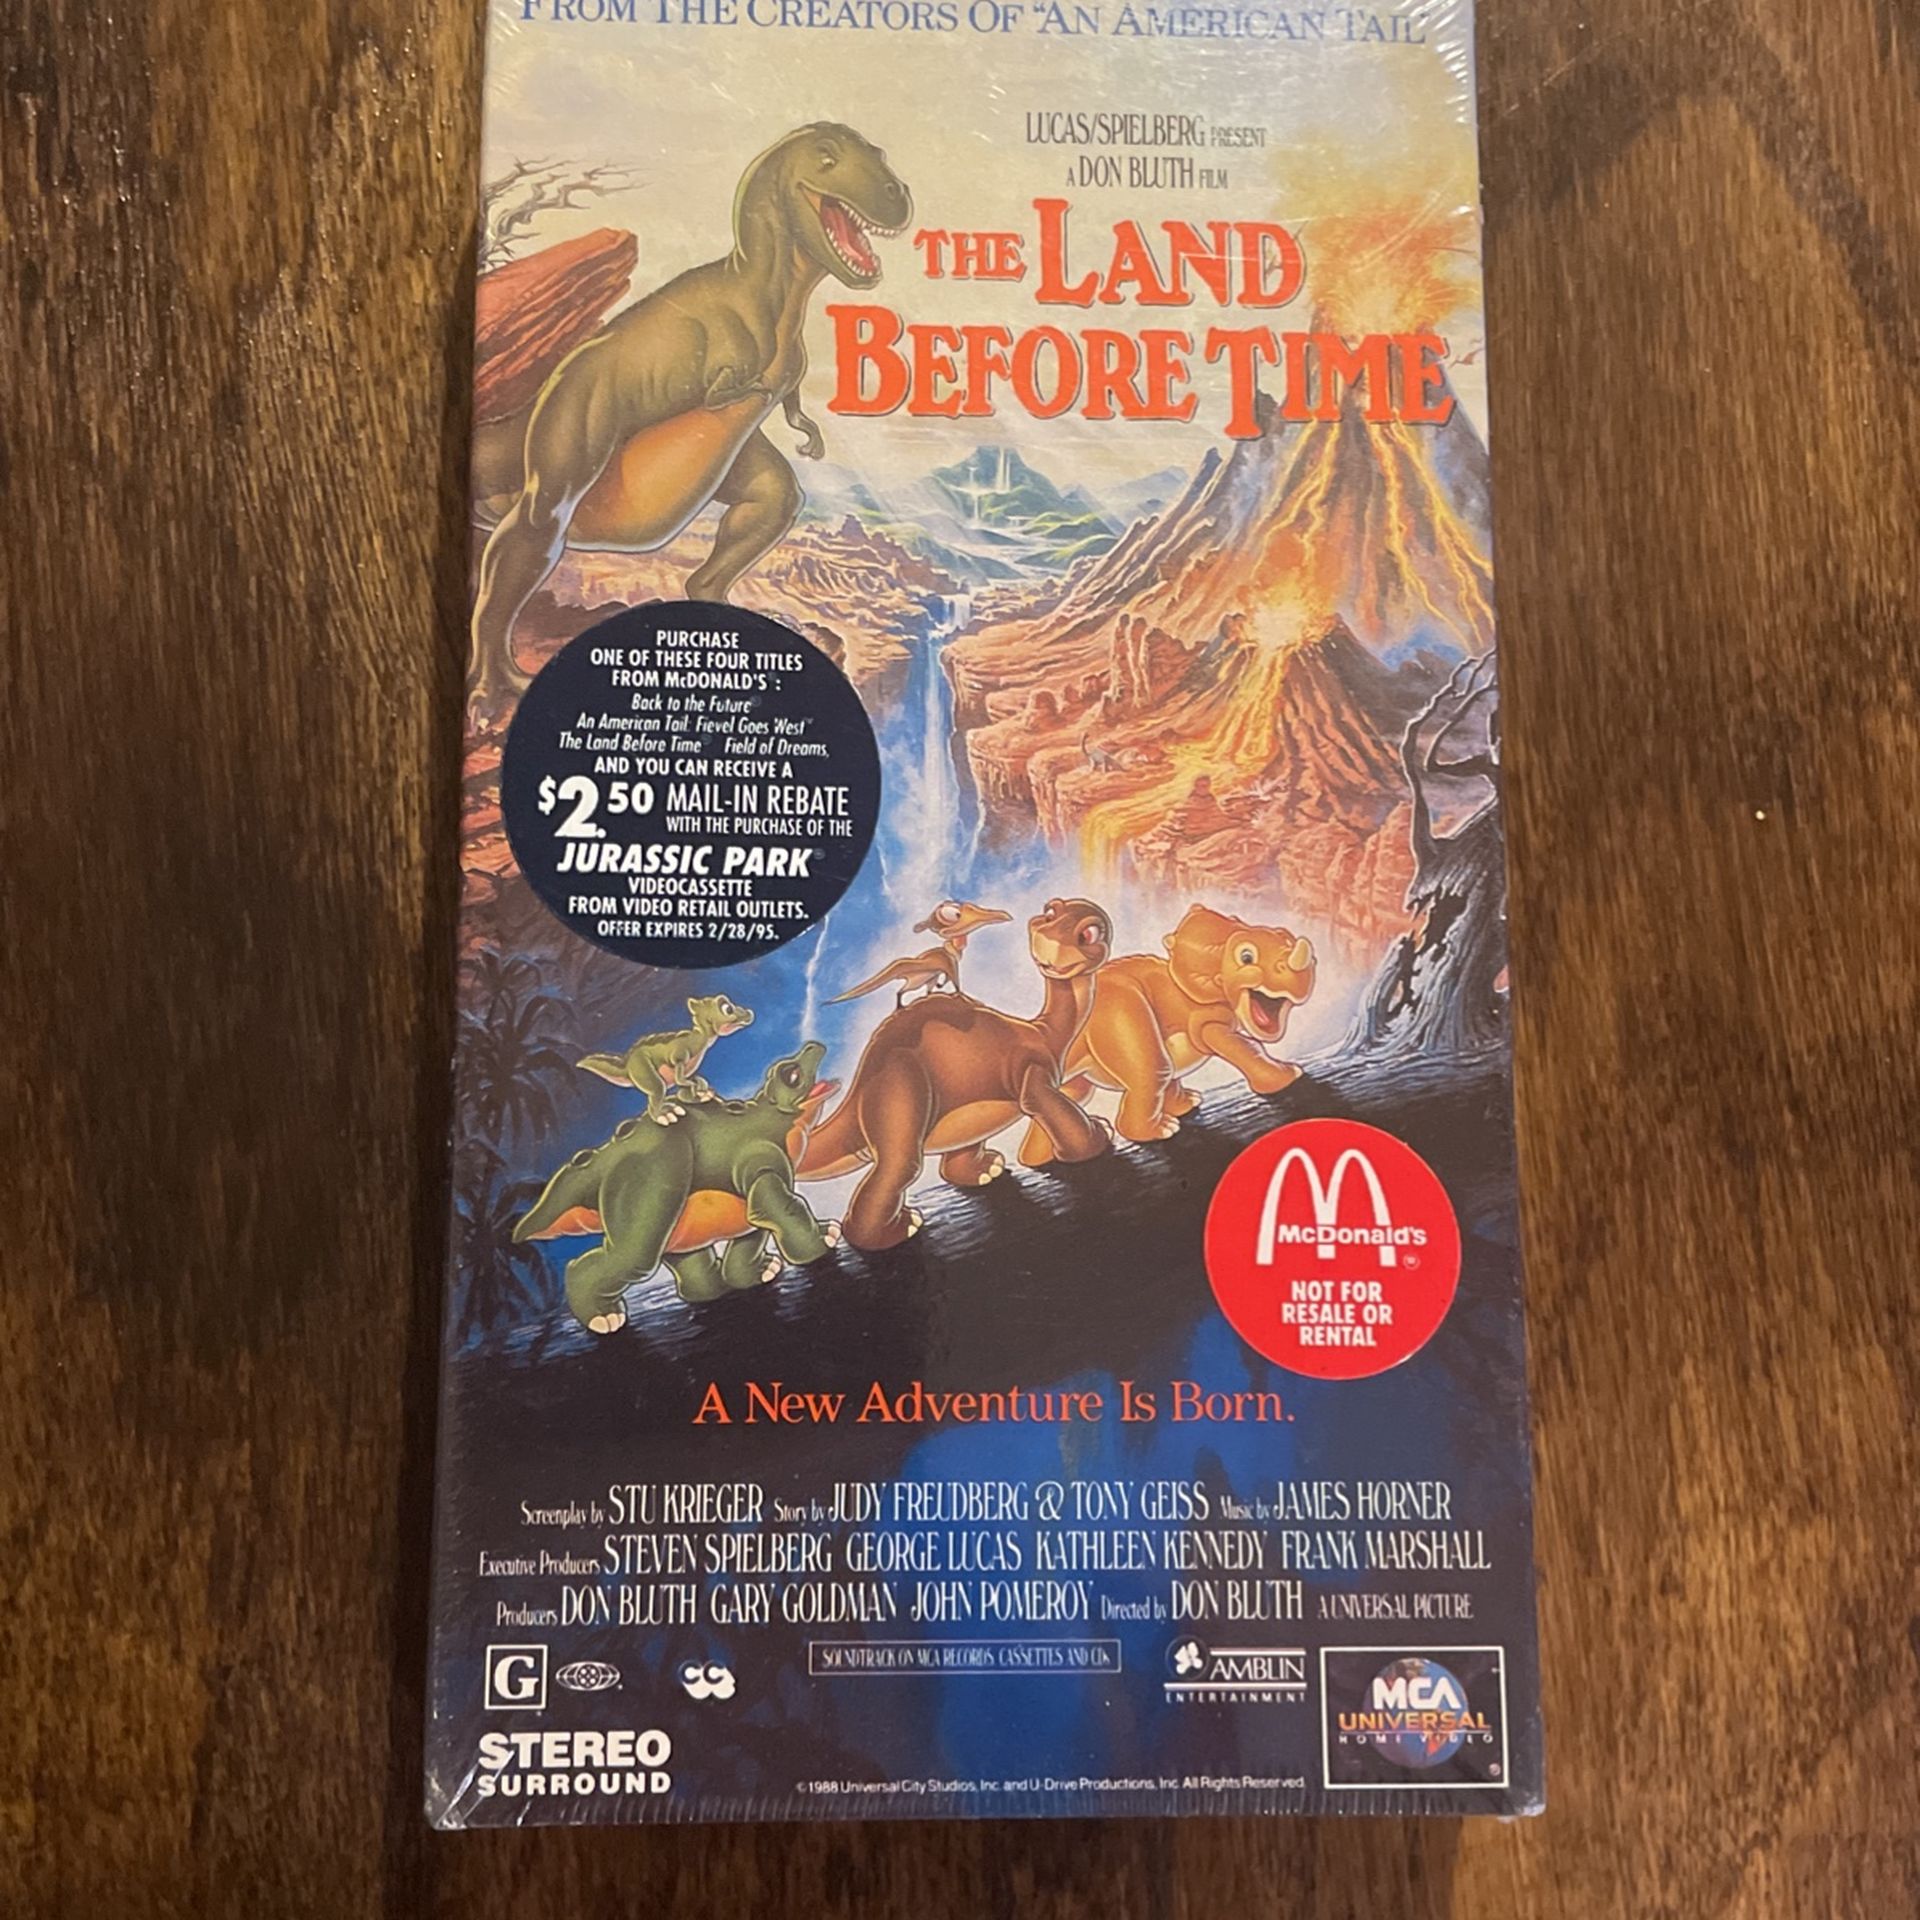 FROM THE CREATORS OF "AN AMERICAN TAIL"
LUCAS/SPIELBERG PRESENT
A DON BLUTH FILM
THE LAND
BEFORE TIME
PURCHASE
ONE OF THESE FOUR TITLES
FROM McDONALD'S®:
Back to the Future®
An American Tail: Fievel Goes West™
The Land Before Time® Field of Dreams,
AND YOU CAN RECEIVE A
$2.50 MAIL-IN REBATE
WITH THE PURCHASE OF THE
JURASSIC PARK®
VIDEOCASSETTE
FROM VIDEO RETAIL OUTLETS.
OFFER EXPIRES 2/28/95.
McDonald's®
NOT FOR
RESALE OR
RENTAL
A New Adventure Is Born.
Screenplay by STU KRIEGER Story by JUDY FREUDBERG & TONY GEISS Music by JAMES HORNER
Executive Producers STEVEN SPIELBERG GEORGE LUCAS KATHLEEN KENNEDY FRANK MARSHALL
Producers DON BLUTH GARY GOLDMAN JOHN POMEROY Directed by DON BLUTH A UNIVERSAL PICTURE
G
CC
SOUNDTRACK ON MCA RECORDS, CASSETTES AND CDs
AMBLIN
ENTERTAINMENT
MCA
UNIVERSAL
HOME VIDEO
®
STEREO
SURROUND
©1988 Universal City Studios, Inc. and U-Drive Productions, Inc. All Rights Reserved.